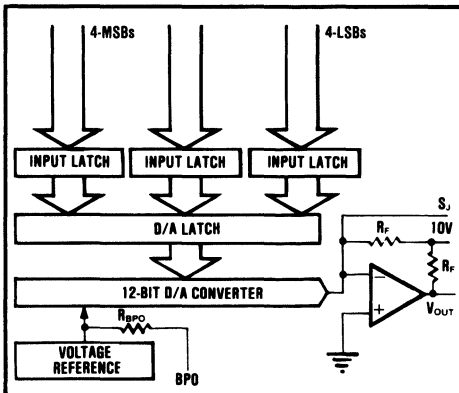 4-MSBs
4-LSBs
INPUT LATCH
INPUT LATCH
INPUT LATCH
SJ
D/A LATCH
RF
10V
RF
12-BIT D/A CONVERTER
VOUT
RBPO
VOLTAGE
REFERENCE
BPO
−
+